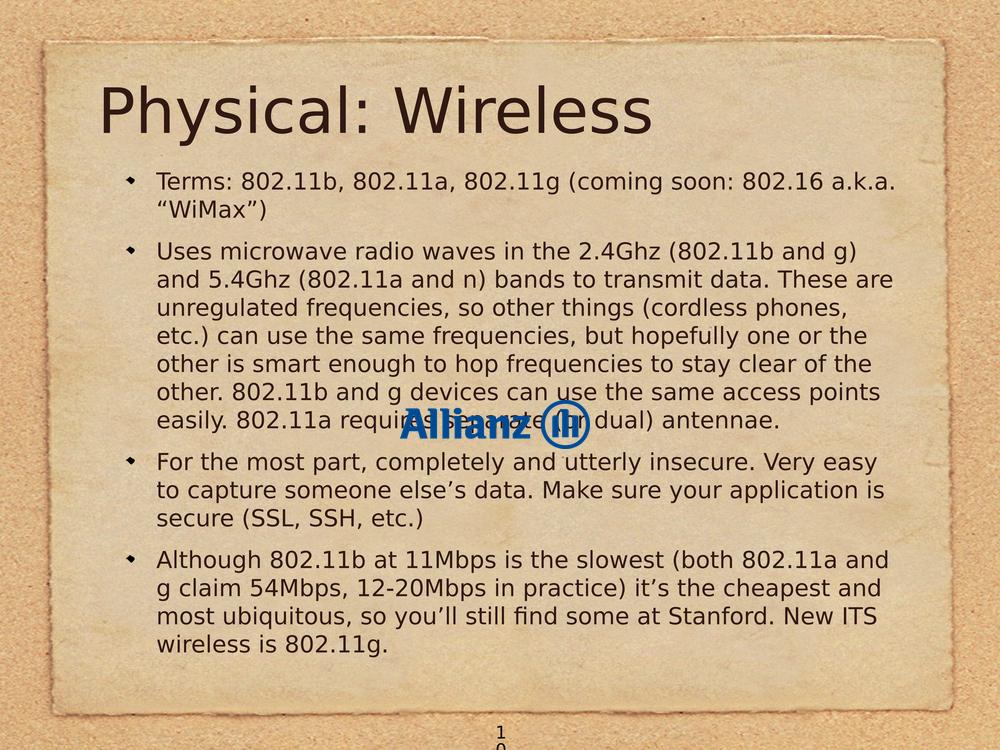 Physical: Wireless
Terms: 802.11b, 802.11a, 802.11g (coming soon: 802.16 a.k.a.
“WiMax”)
Uses microwave radio waves in the 2.4Ghz (802.11b and g)
and 5.4Ghz (802.11a and n) bands to transmit data. These are
unregulated frequencies, so other things (cordless phones,
etc.) can use the same frequencies, but hopefully one or the
other is smart enough to hop frequencies to stay clear of the
other. 802.11b and g devices can use the same access points
easily. 802.11a requires separate (or dual) antennae.
Allianz
For the most part, completely and utterly insecure. Very easy
to capture someone else’s data. Make sure your application is
secure (SSL, SSH, etc.)
Although 802.11b at 11Mbps is the slowest (both 802.11a and
g claim 54Mbps, 12-20Mbps in practice) it’s the cheapest and
most ubiquitous, so you’ll still find some at Stanford. New ITS
wireless is 802.11g.
1
0